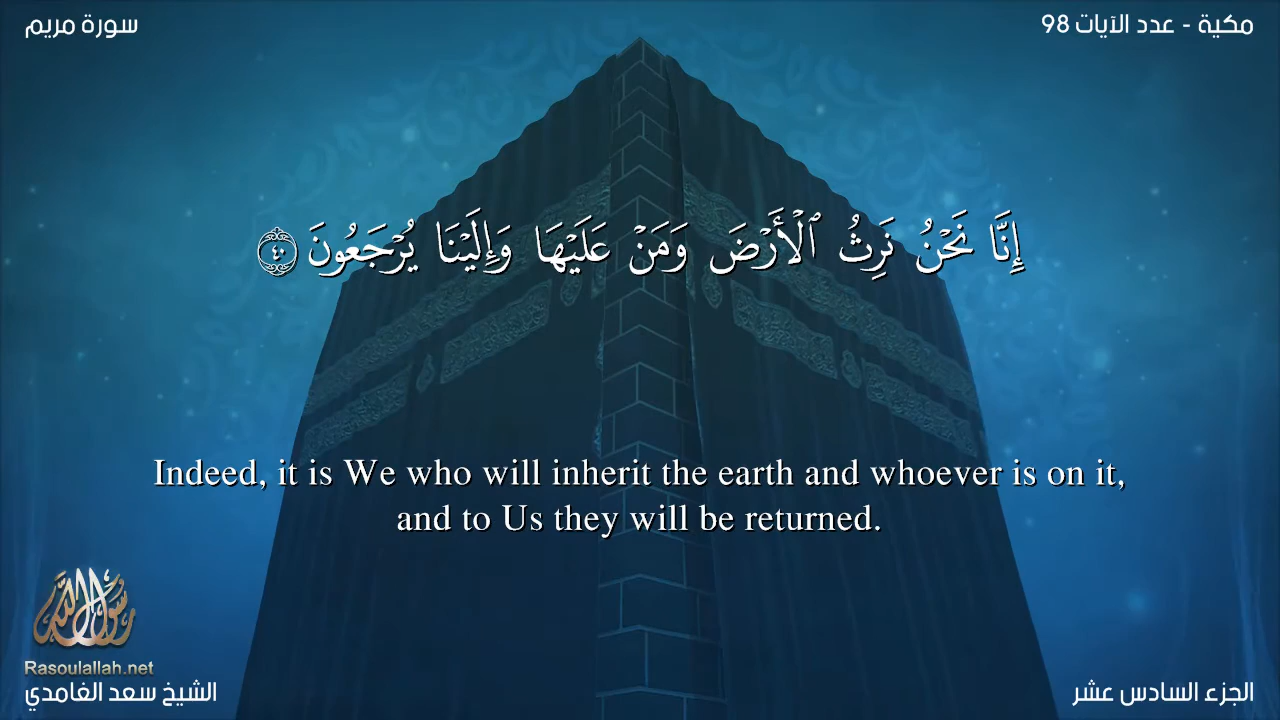 سورة مريم
مكية - عدد الآيات 98
إِنَّا نَحْنُ نَرِثُ ٱلْأَرْضَ وَمَنْ عَلَيْهَا وَإِلَيْنَا يُرْجَعُونَ ٤٠
Indeed, it is We who will inherit the earth and whoever is on it,
and to Us they will be returned.
رسول الله
Rasoulallah.net
الشيخ سعد الغامدي
الجزء السادس عشر